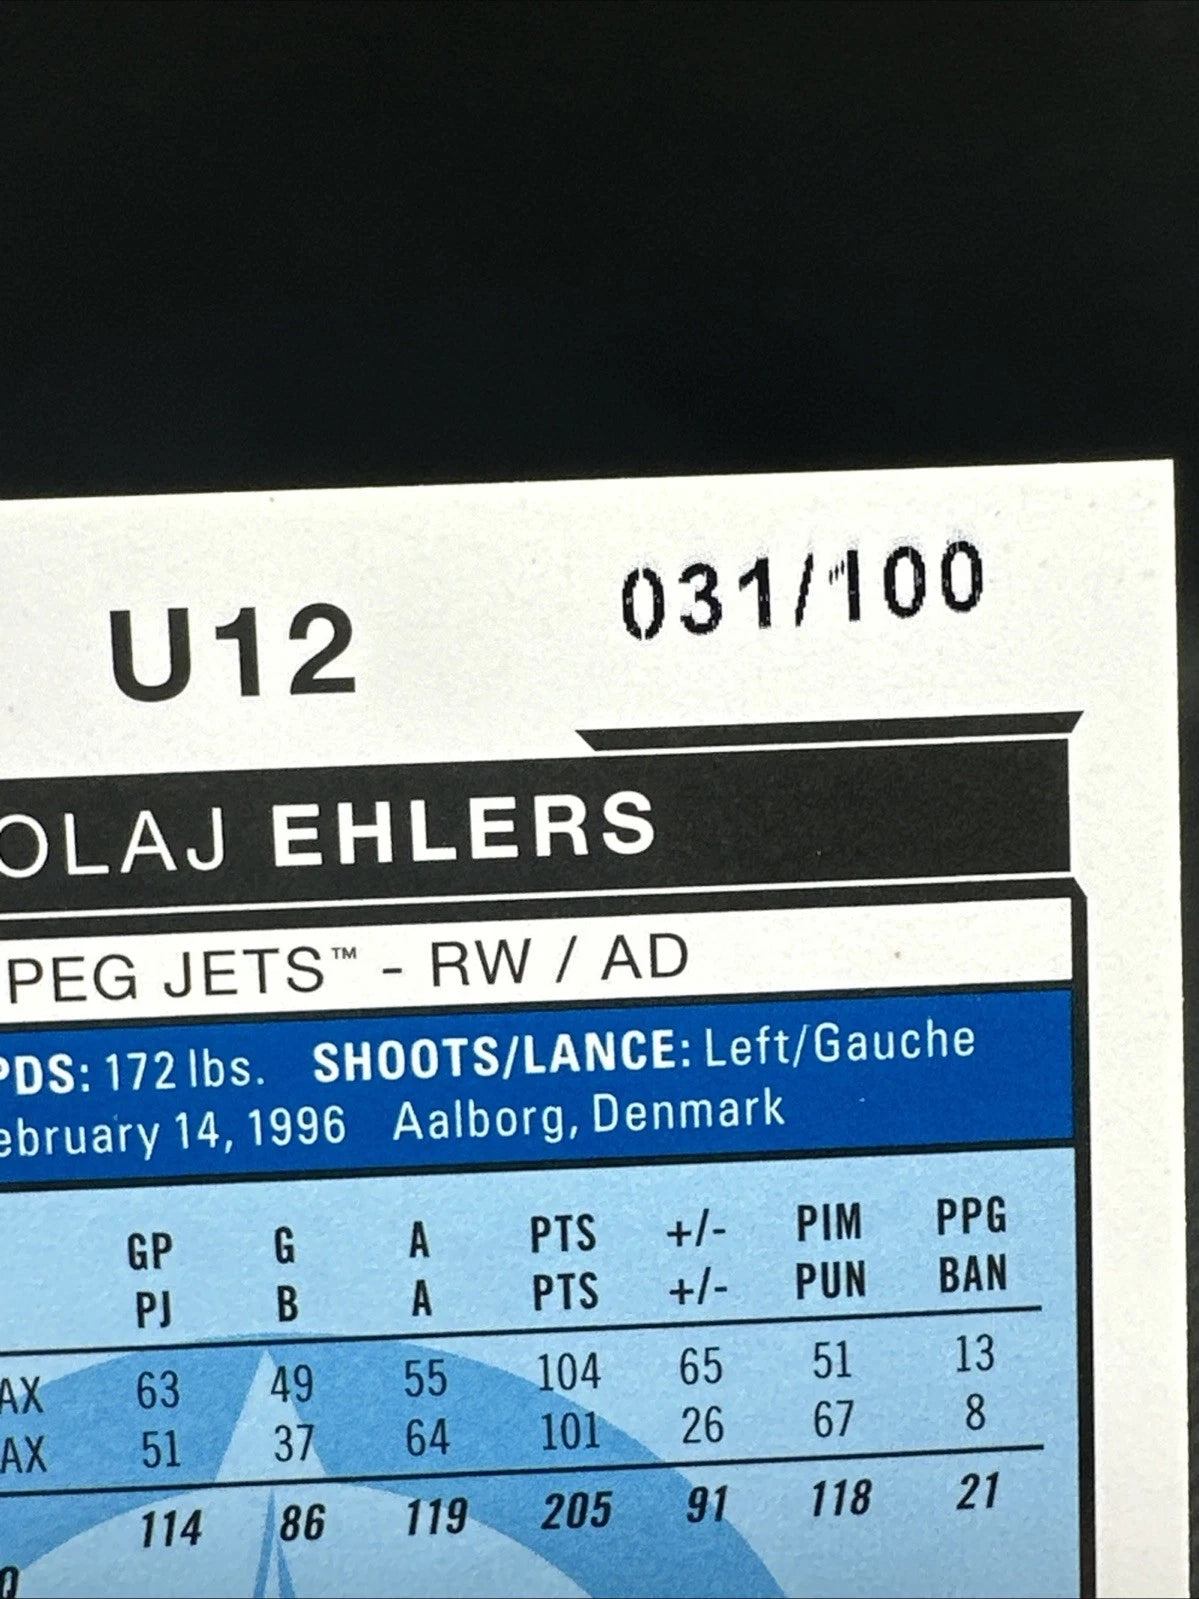 U12 031/100
OLAJ EHLERS
PEG JETS™ - RW / AD
PDS: 172 lbs. SHOOTS/LANCE: Left/Gauche
ebruary 14, 1996 Aalborg, Denmark
GP G A PTS +/- PIM PPG
PJ B A PTS +/- PUN BAN
AX 63 49 55 104 65 51 13
AX 51 37 64 101 26 67 8
114 86 119 205 91 118 21